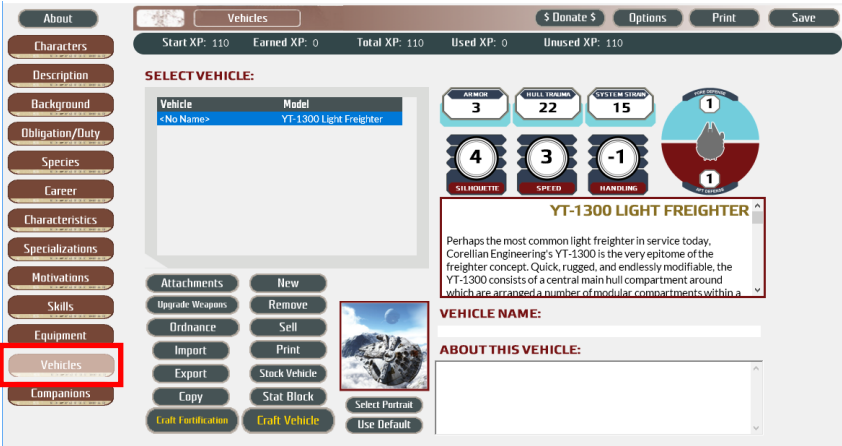 About
Vehicles
$ Donate $
Options
Print
Save
Start XP: 110
Earned XP: 0
Total XP: 110
Used XP: 0
Unused XP: 110
Characters
Description
Background
Obligation/Duty
Species
Career
Characteristics
Specializations
Motivations
Skills
Equipment
Vehicles
Companions
SELECT VEHICLE:
Vehicle Model
<No Name> YT-1300 Light Freighter
Attachments
New
Upgrade Weapons
Remove
Ordnance
Sell
Import
Print
Export
Stock Vehicle
Copy
Stat Block
Craft Fortification
Craft Vehicle
Select Portrait
Use Default
ARMOR
3
HULL TRAUMA
22
SYSTEM STRAIN
15
FORE DEFENSE
1
4
SILHOUETTE
3
SPEED
-1
HANDLING
1
AFT DEFENSE
YT-1300 LIGHT FREIGHTER
Perhaps the most common light freighter in service today,
Corellian Engineering's YT-1300 is the very epitome of the
freighter concept. Quick, rugged, and endlessly modifiable, the
YT-1300 consists of a central main hull compartment around
which are arranged a number of modular compartments within a
VEHICLE NAME:
ABOUT THIS VEHICLE: